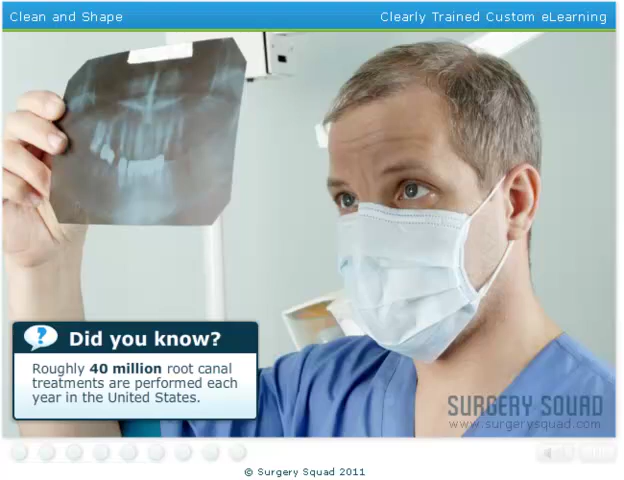 Clean and Shape
Clearly Trained Custom eLearning
Did you know?
Roughly 40 million root canal
treatments are performed each
year in the United States.
SURGERY SQUAD
www.surgerysquad.com
© Surgery Squad 2011